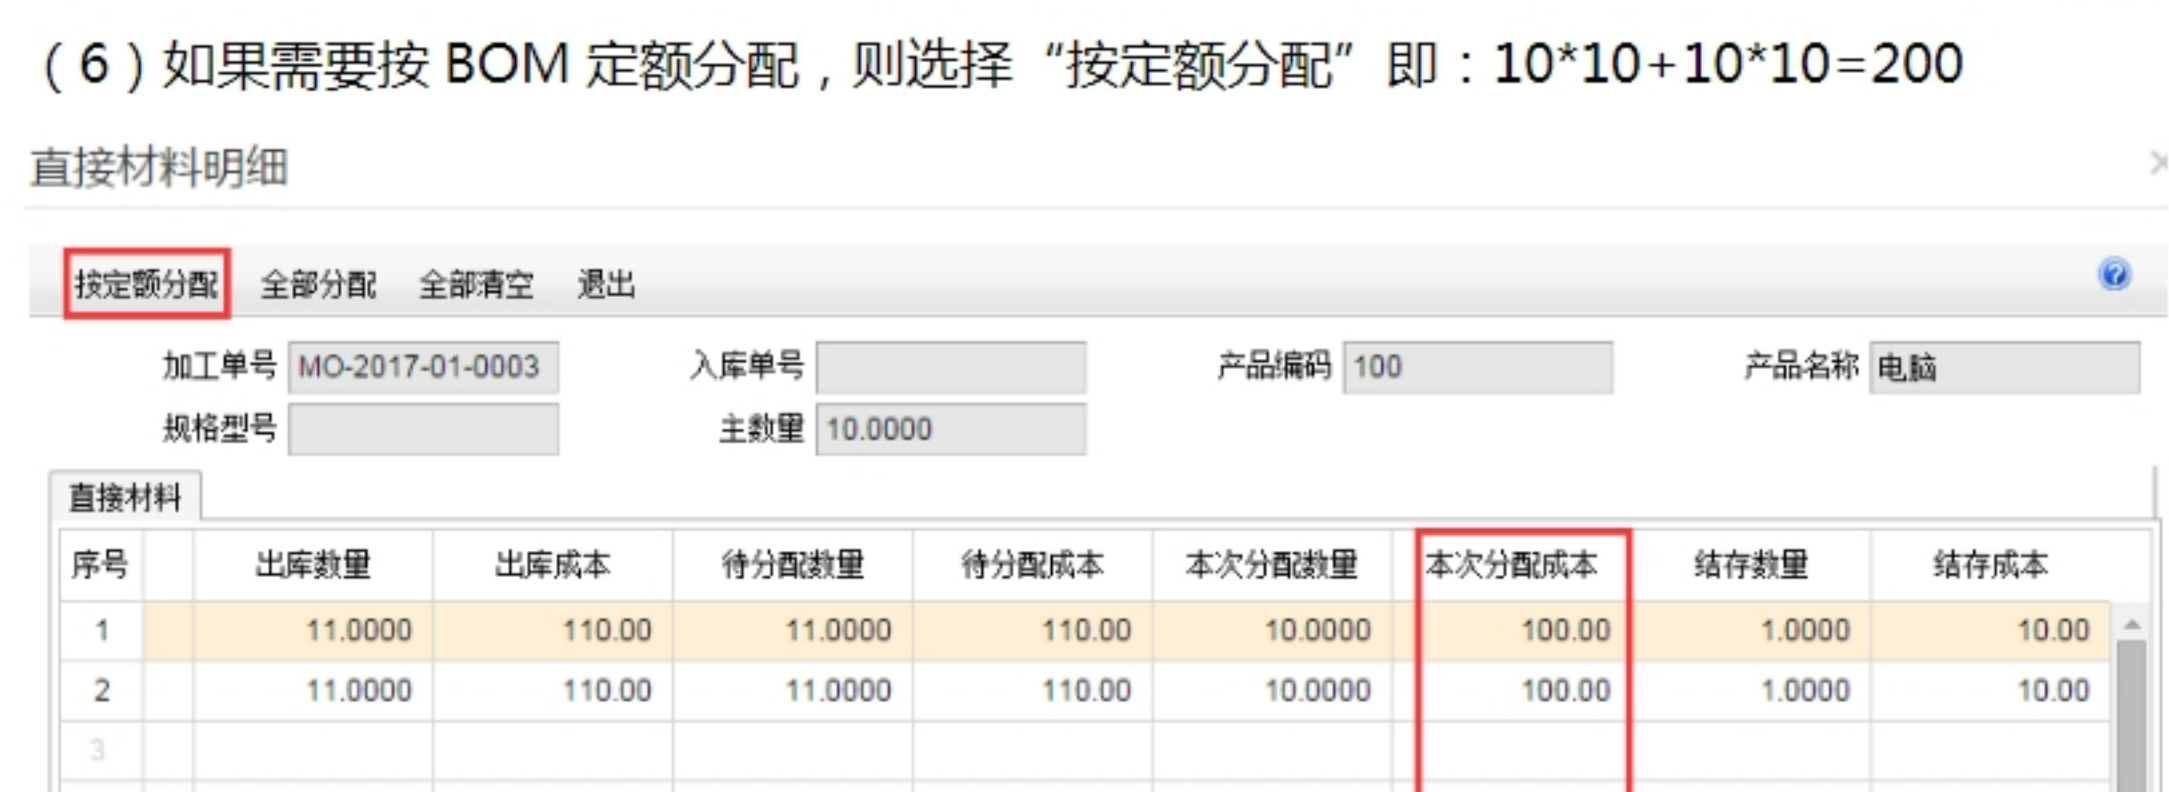 （6）如果需要按 BOM 定额分配，则选择“按定额分配”即：10*10+10*10=200
直接材料明细
按定额分配 全部分配 全部清空 退出
加工单号 MO-2017-01-0003 入库单号 产品编码 100 产品名称 电脑
规格型号 主数量 10.0000
直接材料
序号 出库数量 出库成本 待分配数量 待分配成本 本次分配数量 本次分配成本 结存数量 结存成本
1 11.0000 110.00 11.0000 110.00 10.0000 100.00 1.0000 10.00
2 11.0000 110.00 11.0000 110.00 10.0000 100.00 1.0000 10.00
3